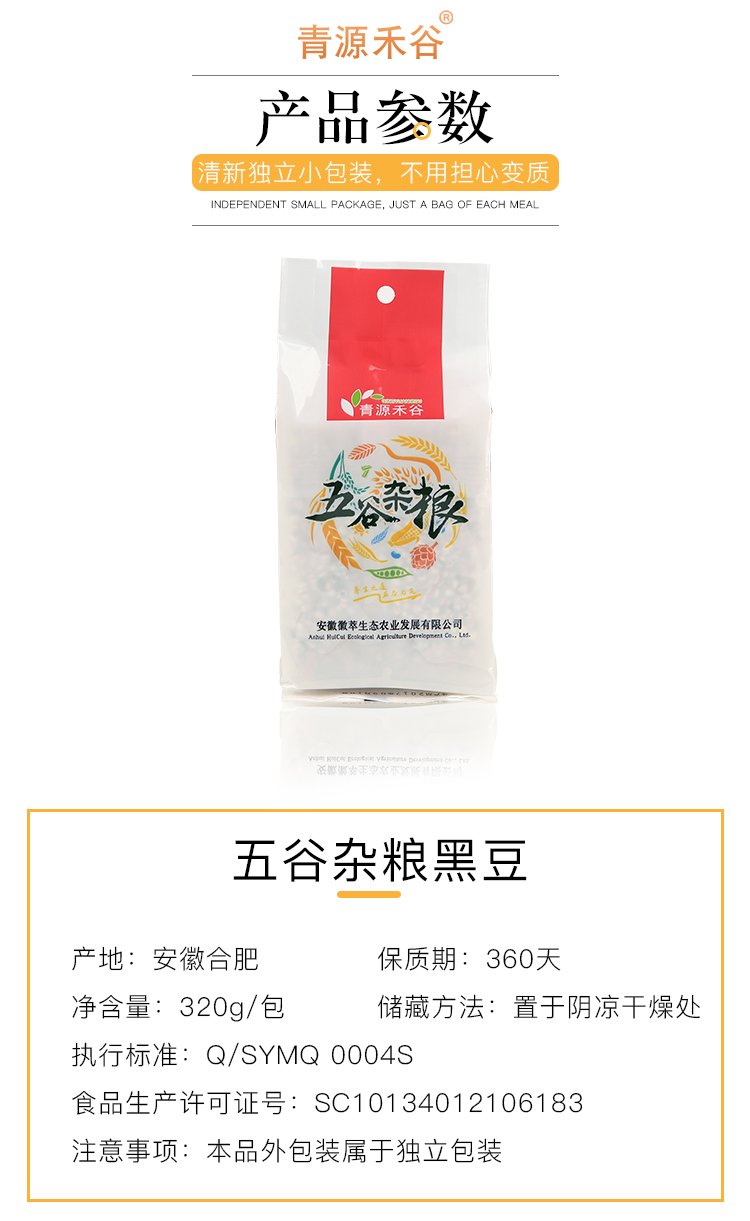 青源禾谷®
产品参数
清新独立小包装，不用担心变质
INDEPENDENT SMALL PACKAGE, JUST A BAG OF EACH MEAL
青源禾谷
五谷杂粮
安徽徽萃生态农业发展有限公司
Anhui HuiCui Ecological Agriculture Development Co., Ltd.
五谷杂粮黑豆
产地：安徽合肥
保质期：360天
净含量：320g/包
储藏方法：置于阴凉干燥处
执行标准：Q/SYMQ 0004S
食品生产许可证号：SC10134012106183
注意事项：本品外包装属于独立包装